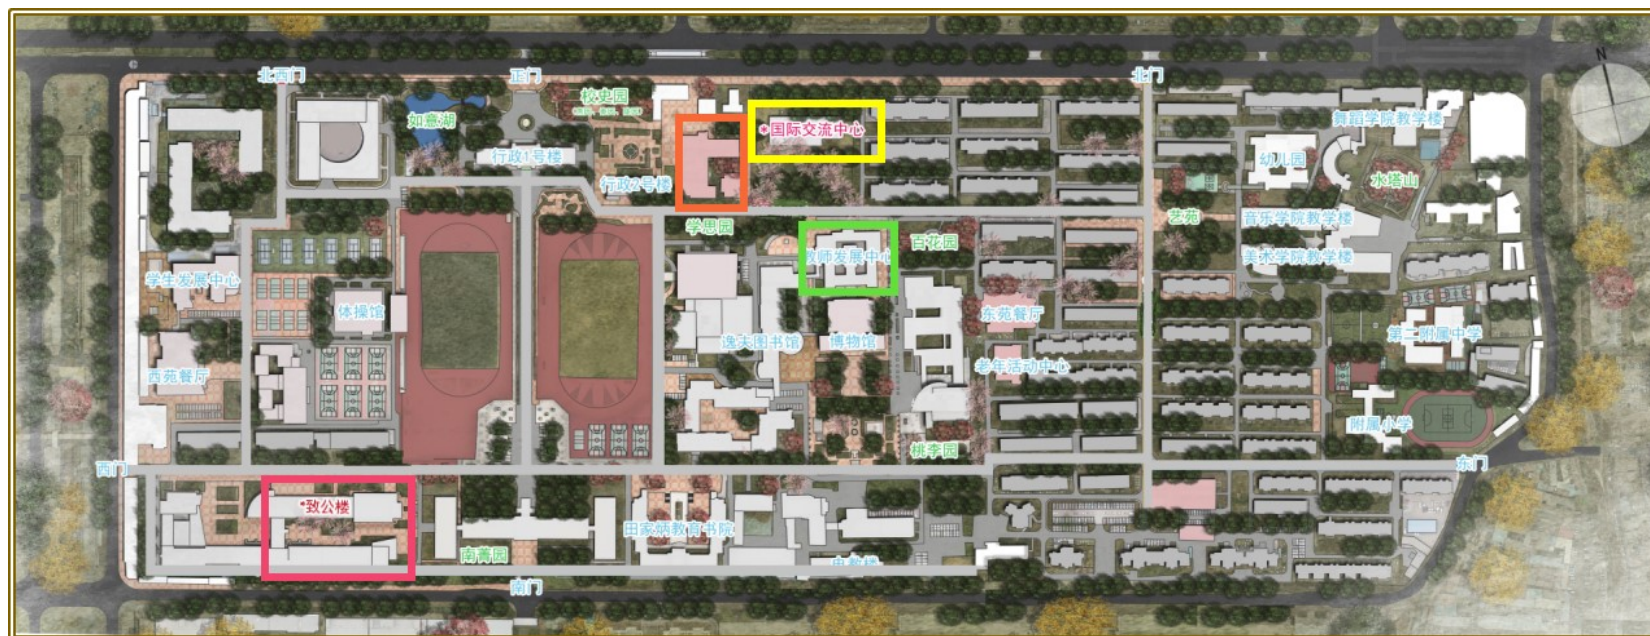 北西门
正门
北门
如意湖
校史园
*国际交流中心
舞蹈学院教学楼
行政1号楼
行政2号楼
幼儿园
水塔山
学思园
艺苑
音乐学院教学楼
教师发展中心
百花园
美术学院教学楼
学生发展中心
体操馆
东苑餐厅
逸夫图书馆
博物馆
第二附属中学
西苑餐厅
老年活动中心
附属小学
桃李园
西门
东门
*致公楼
田家炳教育书院
南菁园
电教楼
南门
N